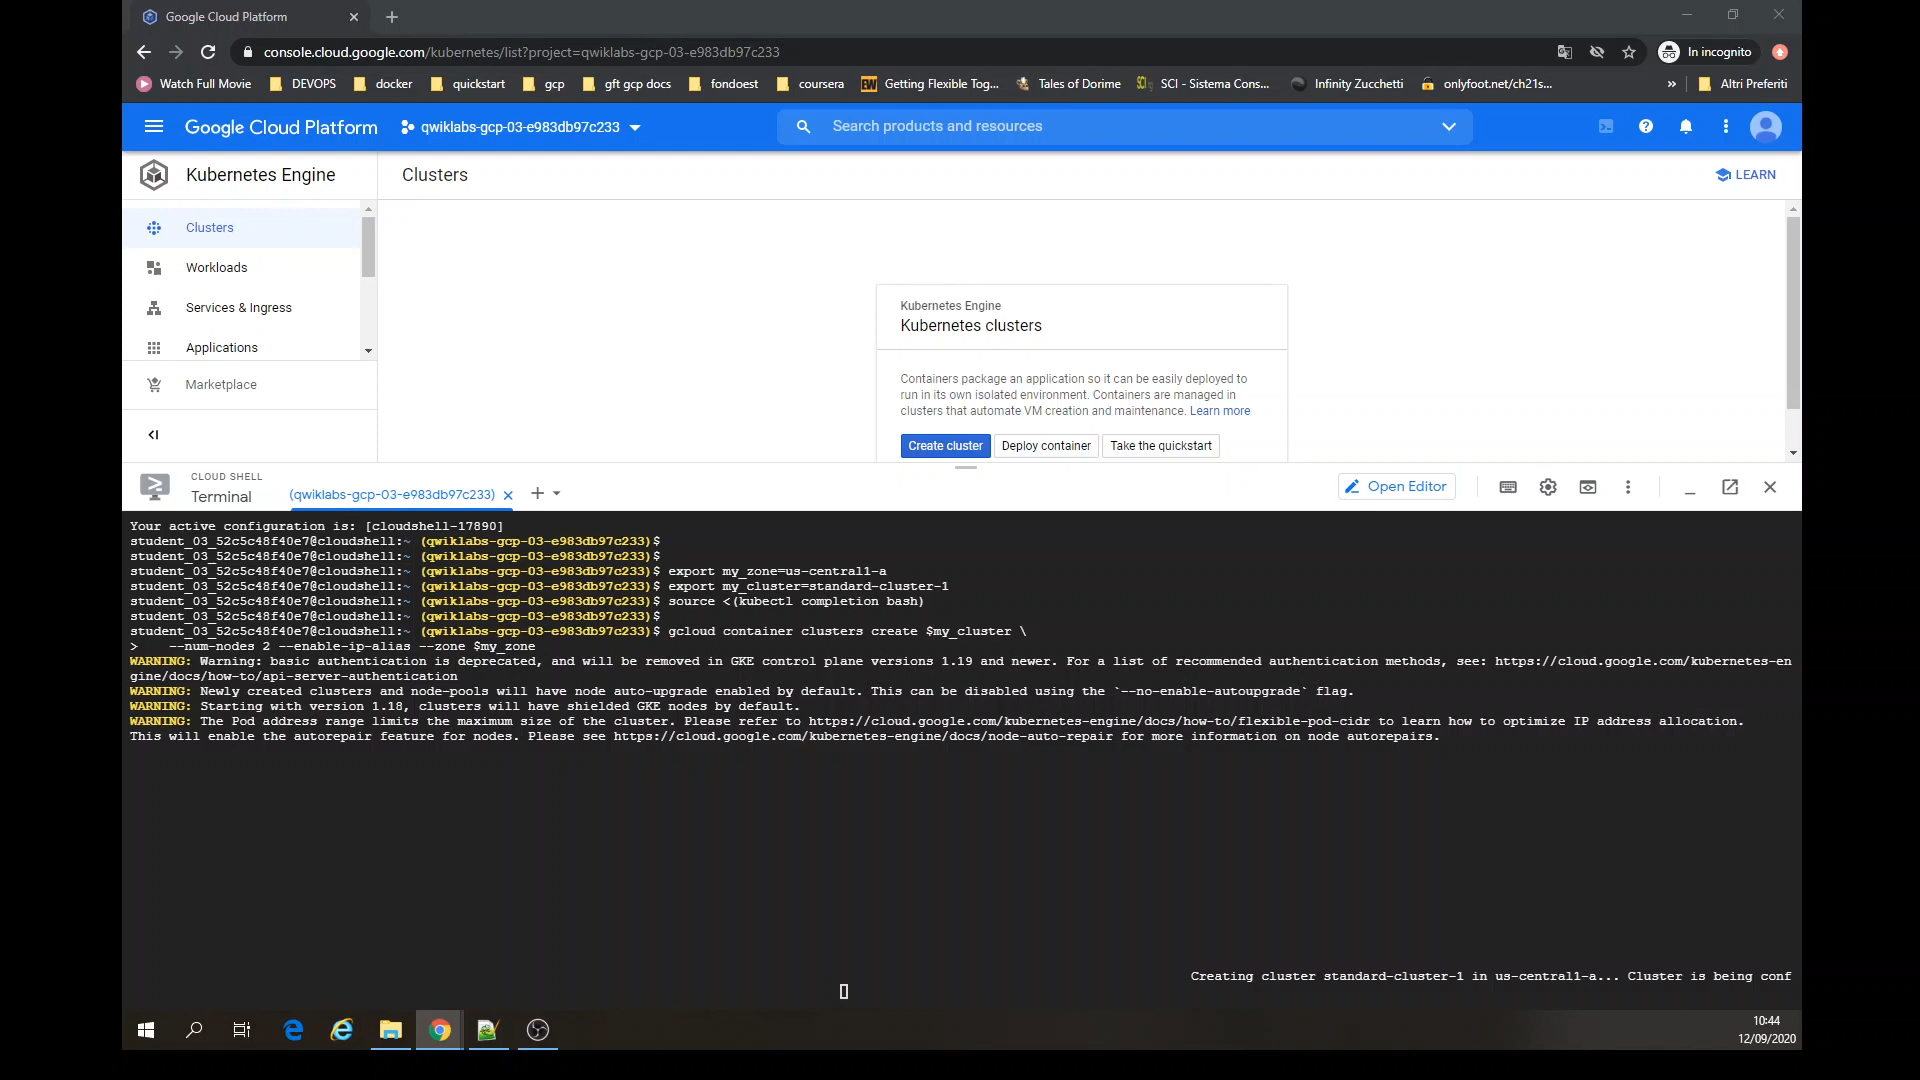 Google Cloud Platform
console.cloud.google.com/kubernetes/list?project=qwiklabs-gcp-03-e983db97c233
In incognito
Watch Full Movie DEVOPS docker quickstart gcp gft gcp docs fondoest coursera Getting Flexible Tog... Tales of Dorime SCI - Sistema Cons... Infinity Zucchetti onlyfoot.net/ch21s... » Altri Preferiti
Google Cloud Platform qwiklabs-gcp-03-e983db97c233 Search products and resources
Kubernetes Engine Clusters LEARN
Clusters
Workloads
Services & Ingress
Applications
Marketplace
Kubernetes Engine
Kubernetes clusters
Containers package an application so it can be easily deployed to
run in its own isolated environment. Containers are managed in
clusters that automate VM creation and maintenance. Learn more
Create cluster Deploy container Take the quickstart
CLOUD SHELL
Terminal (qwiklabs-gcp-03-e983db97c233) Open Editor
Your active configuration is: [cloudshell-17890]
student_03_52c5c48f40e7@cloudshell:~ (qwiklabs-gcp-03-e983db97c233)$
student_03_52c5c48f40e7@cloudshell:~ (qwiklabs-gcp-03-e983db97c233)$
student_03_52c5c48f40e7@cloudshell:~ (qwiklabs-gcp-03-e983db97c233)$ export my_zone=us-central1-a
student_03_52c5c48f40e7@cloudshell:~ (qwiklabs-gcp-03-e983db97c233)$ export my_cluster=standard-cluster-1
student_03_52c5c48f40e7@cloudshell:~ (qwiklabs-gcp-03-e983db97c233)$ source <(kubectl completion bash)
student_03_52c5c48f40e7@cloudshell:~ (qwiklabs-gcp-03-e983db97c233)$
student_03_52c5c48f40e7@cloudshell:~ (qwiklabs-gcp-03-e983db97c233)$ gcloud container clusters create $my_cluster \
> --num-nodes 2 --enable-ip-alias --zone $my_zone
WARNING: Warning: basic authentication is deprecated, and will be removed in GKE control plane versions 1.19 and newer. For a list of recommended authentication methods, see: https://cloud.google.com/kubernetes-en
gine/docs/how-to/api-server-authentication
WARNING: Newly created clusters and node-pools will have node auto-upgrade enabled by default. This can be disabled using the `--no-enable-autoupgrade` flag.
WARNING: Starting with version 1.18, clusters will have shielded GKE nodes by default.
WARNING: The Pod address range limits the maximum size of the cluster. Please refer to https://cloud.google.com/kubernetes-engine/docs/how-to/flexible-pod-cidr to learn how to optimize IP address allocation.
This will enable the autorepair feature for nodes. Please see https://cloud.google.com/kubernetes-engine/docs/node-auto-repair for more information on node autorepairs.
Creating cluster standard-cluster-1 in us-central1-a... Cluster is being conf
10:44
12/09/2020